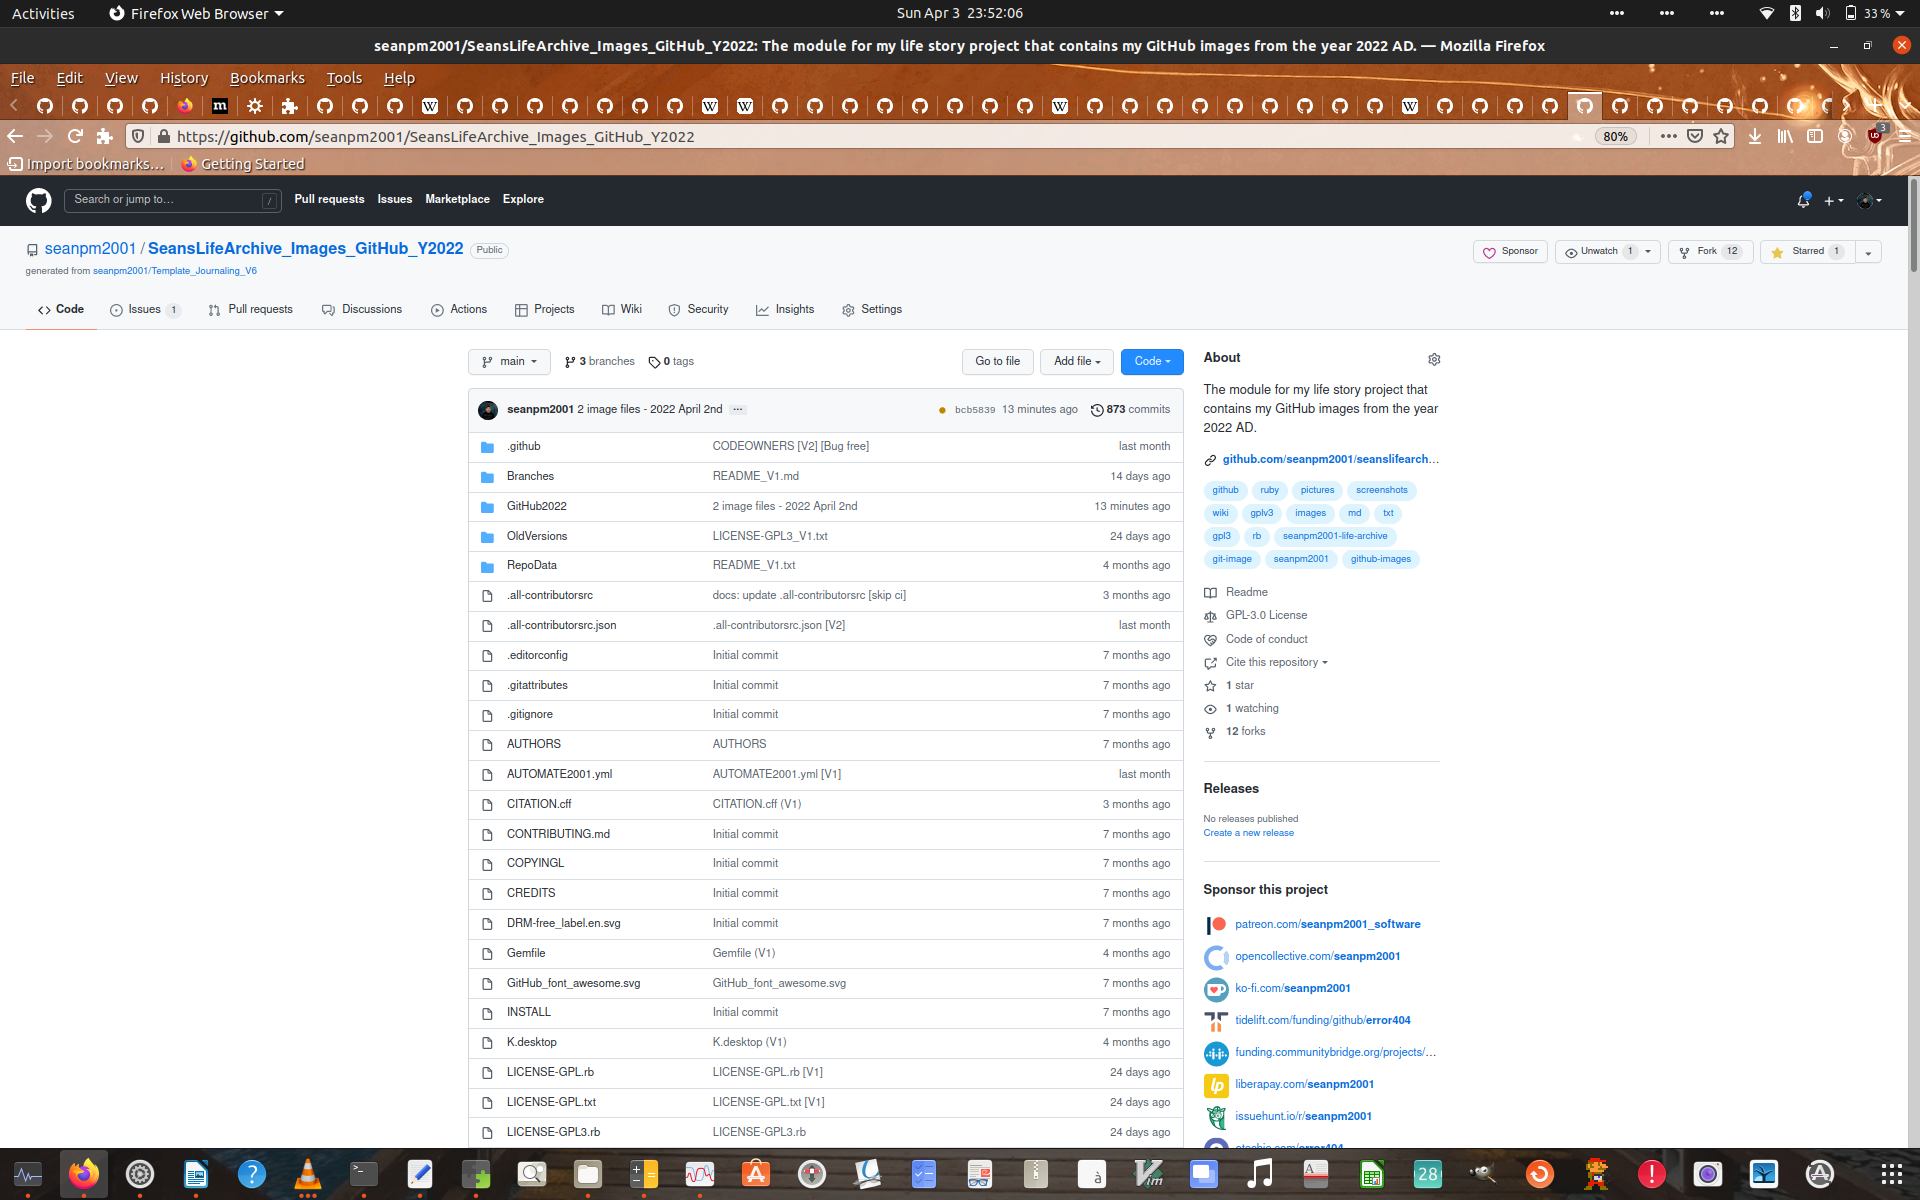 Activities
Firefox Web Browser
Sun Apr 3 23:52:06
33 %
seanpm2001/SeansLifeArchive_Images_GitHub_Y2022: The module for my life story project that contains my GitHub images from the year 2022 AD. — Mozilla Firefox
File Edit View History Bookmarks Tools Help
https://github.com/seanpm2001/SeansLifeArchive_Images_GitHub_Y2022
80%
3
Import bookmarks… Getting Started
Search or jump to… /
Pull requests Issues Marketplace Explore
seanpm2001 / SeansLifeArchive_Images_GitHub_Y2022 Public
generated from seanpm2001/Template_Journaling_V6
Sponsor Unwatch 1 Fork 12 Starred 1
Code Issues 1 Pull requests Discussions Actions Projects Wiki Security Insights Settings
main 3 branches 0 tags
Go to file Add file Code
seanpm2001 2 image files - 2022 April 2nd ... bcb5839 13 minutes ago 873 commits
.github CODEOWNERS [V2] [Bug free] last month
Branches README_V1.md 14 days ago
GitHub2022 2 image files - 2022 April 2nd 13 minutes ago
OldVersions LICENSE-GPL3_V1.txt 24 days ago
RepoData README_V1.txt 4 months ago
.all-contributorsrc docs: update .all-contributorsrc [skip ci] 3 months ago
.all-contributorsrc.json .all-contributorsrc.json [V2] last month
.editorconfig Initial commit 7 months ago
.gitattributes Initial commit 7 months ago
.gitignore Initial commit 7 months ago
AUTHORS AUTHORS 7 months ago
AUTOMATE2001.yml AUTOMATE2001.yml [V1] last month
CITATION.cff CITATION.cff (V1) 3 months ago
CONTRIBUTING.md Initial commit 7 months ago
COPYINGL Initial commit 7 months ago
CREDITS Initial commit 7 months ago
DRM-free_label.en.svg Initial commit 7 months ago
Gemfile Gemfile (V1) 4 months ago
GitHub_font_awesome.svg GitHub_font_awesome.svg 7 months ago
INSTALL Initial commit 7 months ago
K.desktop K.desktop (V1) 4 months ago
LICENSE-GPL.rb LICENSE-GPL.rb [V1] 24 days ago
LICENSE-GPL.txt LICENSE-GPL.txt [V1] 24 days ago
LICENSE-GPL3.rb LICENSE-GPL3.rb 24 days ago
About
The module for my life story project that
contains my GitHub images from the year
2022 AD.
github.com/seanpm2001/seanslifearch…
github ruby pictures screenshots
wiki gplv3 images md txt
gpl3 rb seanpm2001-life-archive
git-image seanpm2001 github-images
Readme
GPL-3.0 License
Code of conduct
Cite this repository
1 star
1 watching
12 forks
Releases
No releases published
Create a new release
Sponsor this project
patreon.com/seanpm2001_software
opencollective.com/seanpm2001
ko-fi.com/seanpm2001
tidelift.com/funding/github/error404
funding.communitybridge.org/projects/…
liberapay.com/seanpm2001
issuehunt.io/r/seanpm2001
28